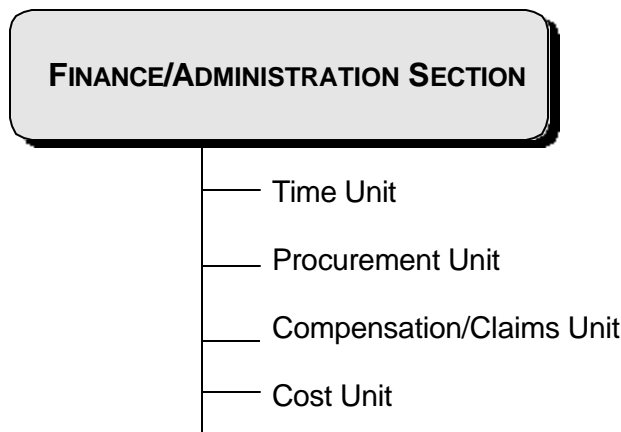 FINANCE/ADMINISTRATION SECTION
Time Unit
Procurement Unit
Compensation/Claims Unit
Cost Unit